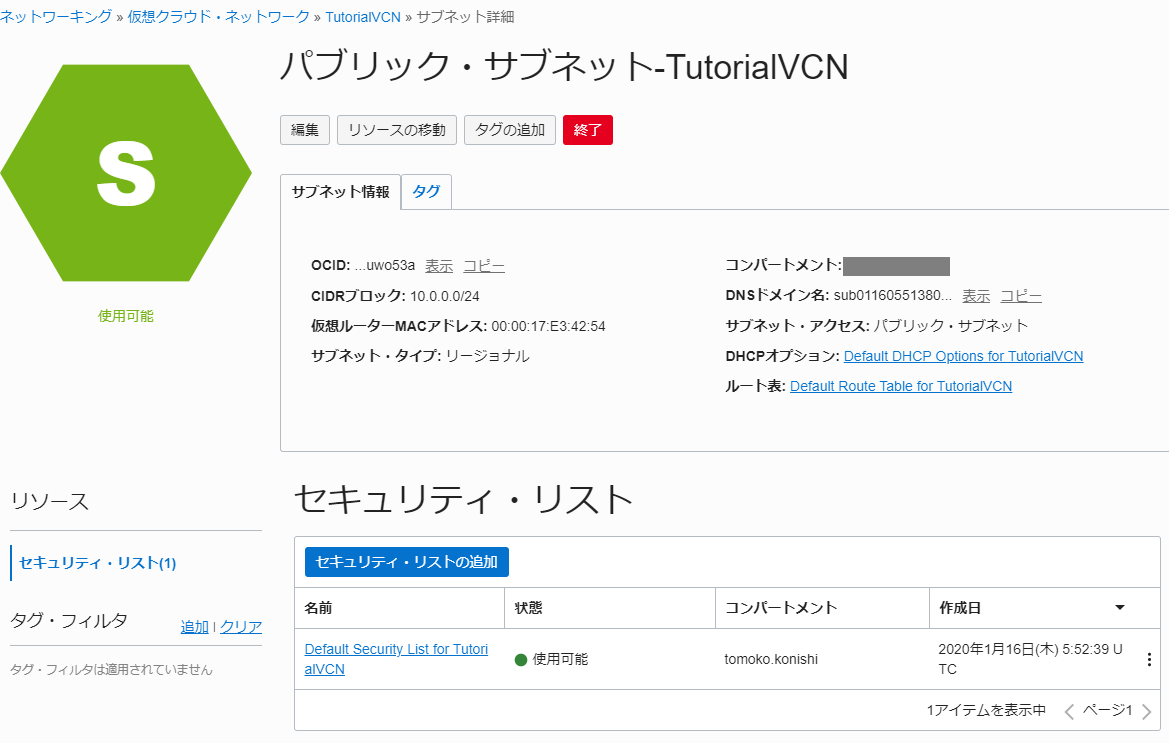 ネットワーキング » 仮想クラウド・ネットワーク » TutorialVCN » サブネット詳細
S
使用可能
パブリック・サブネット-TutorialVCN
編集 リソースの移動 タグの追加 終了
サブネット情報 タグ
OCID: ...uwo53a 表示 コピー
CIDRブロック: 10.0.0.0/24
仮想ルーターMACアドレス: 00:00:17:E3:42:54
サブネット・タイプ: リージョナル
コンパートメント:
DNSドメイン名: sub01160551380... 表示 コピー
サブネット・アクセス: パブリック・サブネット
DHCPオプション: Default DHCP Options for TutorialVCN
ルート表: Default Route Table for TutorialVCN
リソース
セキュリティ・リスト(1)
タグ・フィルタ 追加 | クリア
タグ・フィルタは適用されていません
セキュリティ・リスト
セキュリティ・リストの追加
名前 状態 コンパートメント 作成日
Default Security List for Tutori
alVCN
使用可能
tomoko.konishi
2020年1月16日(木) 5:52:39 U
TC
1アイテムを表示中 ページ1